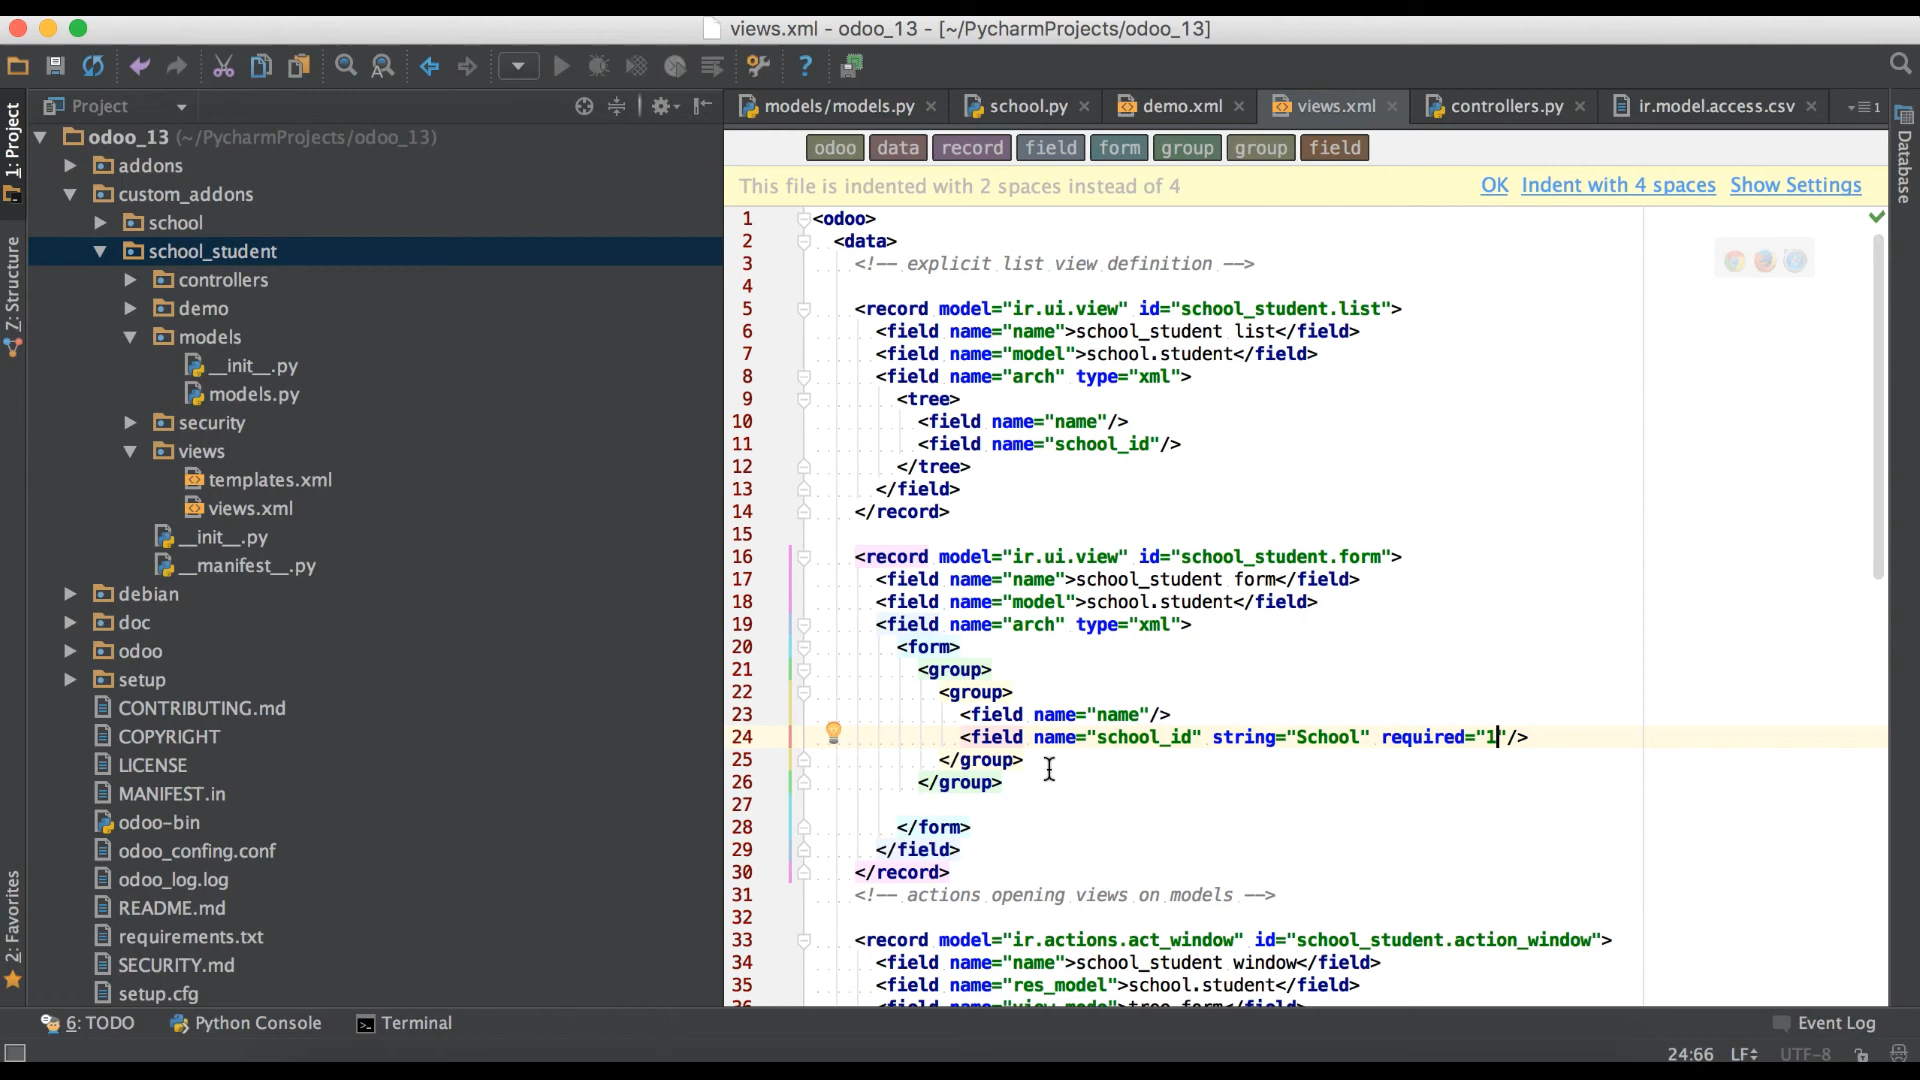 views.xml - odoo_13 - [~/PycharmProjects/odoo_13]
1: Project
Z: Structure
2: Favorites
Project
odoo_13 (~/PycharmProjects/odoo_13)
addons
custom_addons
school
school_student
controllers
demo
models
__init__.py
models.py
security
views
templates.xml
views.xml
__init__.py
__manifest__.py
debian
doc
odoo
setup
CONTRIBUTING.md
COPYRIGHT
LICENSE
MANIFEST.in
odoo-bin
odoo_confing.conf
odoo_log.log
README.md
requirements.txt
SECURITY.md
setup.cfg
models/models.py school.py demo.xml views.xml controllers.py ir.model.access.csv 1
odoo data record field form group group field
This file is indented with 2 spaces instead of 4 OK Indent with 4 spaces Show Settings
1 <odoo>
2 <data>
3 <!-- explicit list view definition -->
4
5 <record model="ir.ui.view" id="school_student.list">
6 <field name="name">school_student list</field>
7 <field name="model">school.student</field>
8 <field name="arch" type="xml">
9 <tree>
10 <field name="name"/>
11 <field name="school_id"/>
12 </tree>
13 </field>
14 </record>
15
16 <record model="ir.ui.view" id="school_student.form">
17 <field name="name">school_student form</field>
18 <field name="model">school.student</field>
19 <field name="arch" type="xml">
20 <form>
21 <group>
22 <group>
23 <field name="name"/>
24 <field name="school_id" string="School" required="1"/>
25 </group>
26 </group>
27
28 </form>
29 </field>
30 </record>
31 <!-- actions opening views on models -->
32
33 <record model="ir.actions.act_window" id="school_student.action_window">
34 <field name="name">school_student window</field>
35 <field name="res_model">school.student</field>
36 <field name="view_mode">tree,form</field>
Database
6: TODO Python Console Terminal Event Log
24:66 LF UTF-8